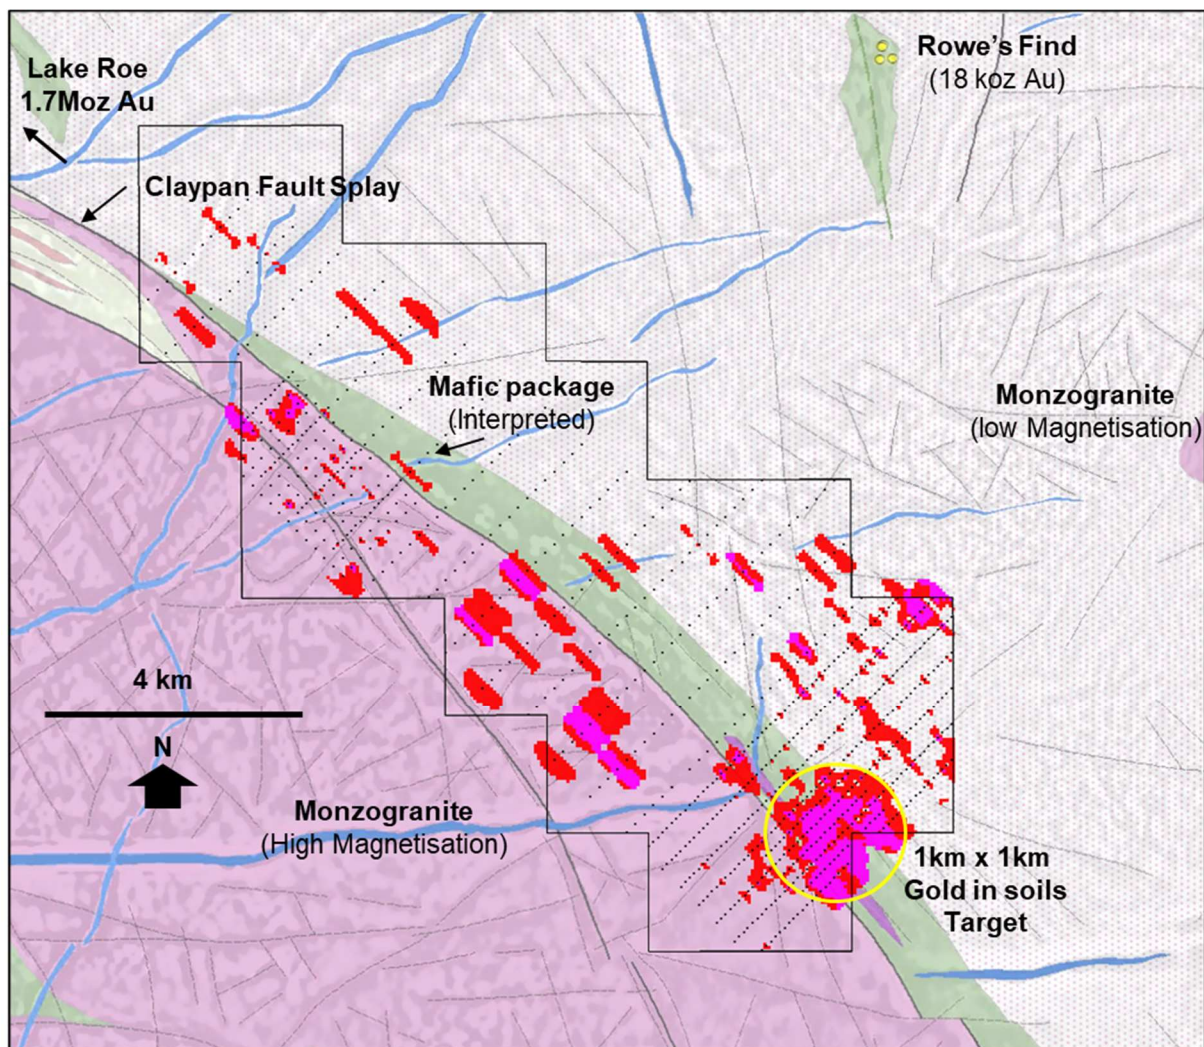 Lake Roe
1.7Moz Au
Rowe's Find
(18 koz Au)
Claypan Fault Splay
Mafic package
(Interpreted)
Monzogranite
(low Magnetisation)
4 km
N
Monzogranite
(High Magnetisation)
1km x 1km
Gold in soils
Target